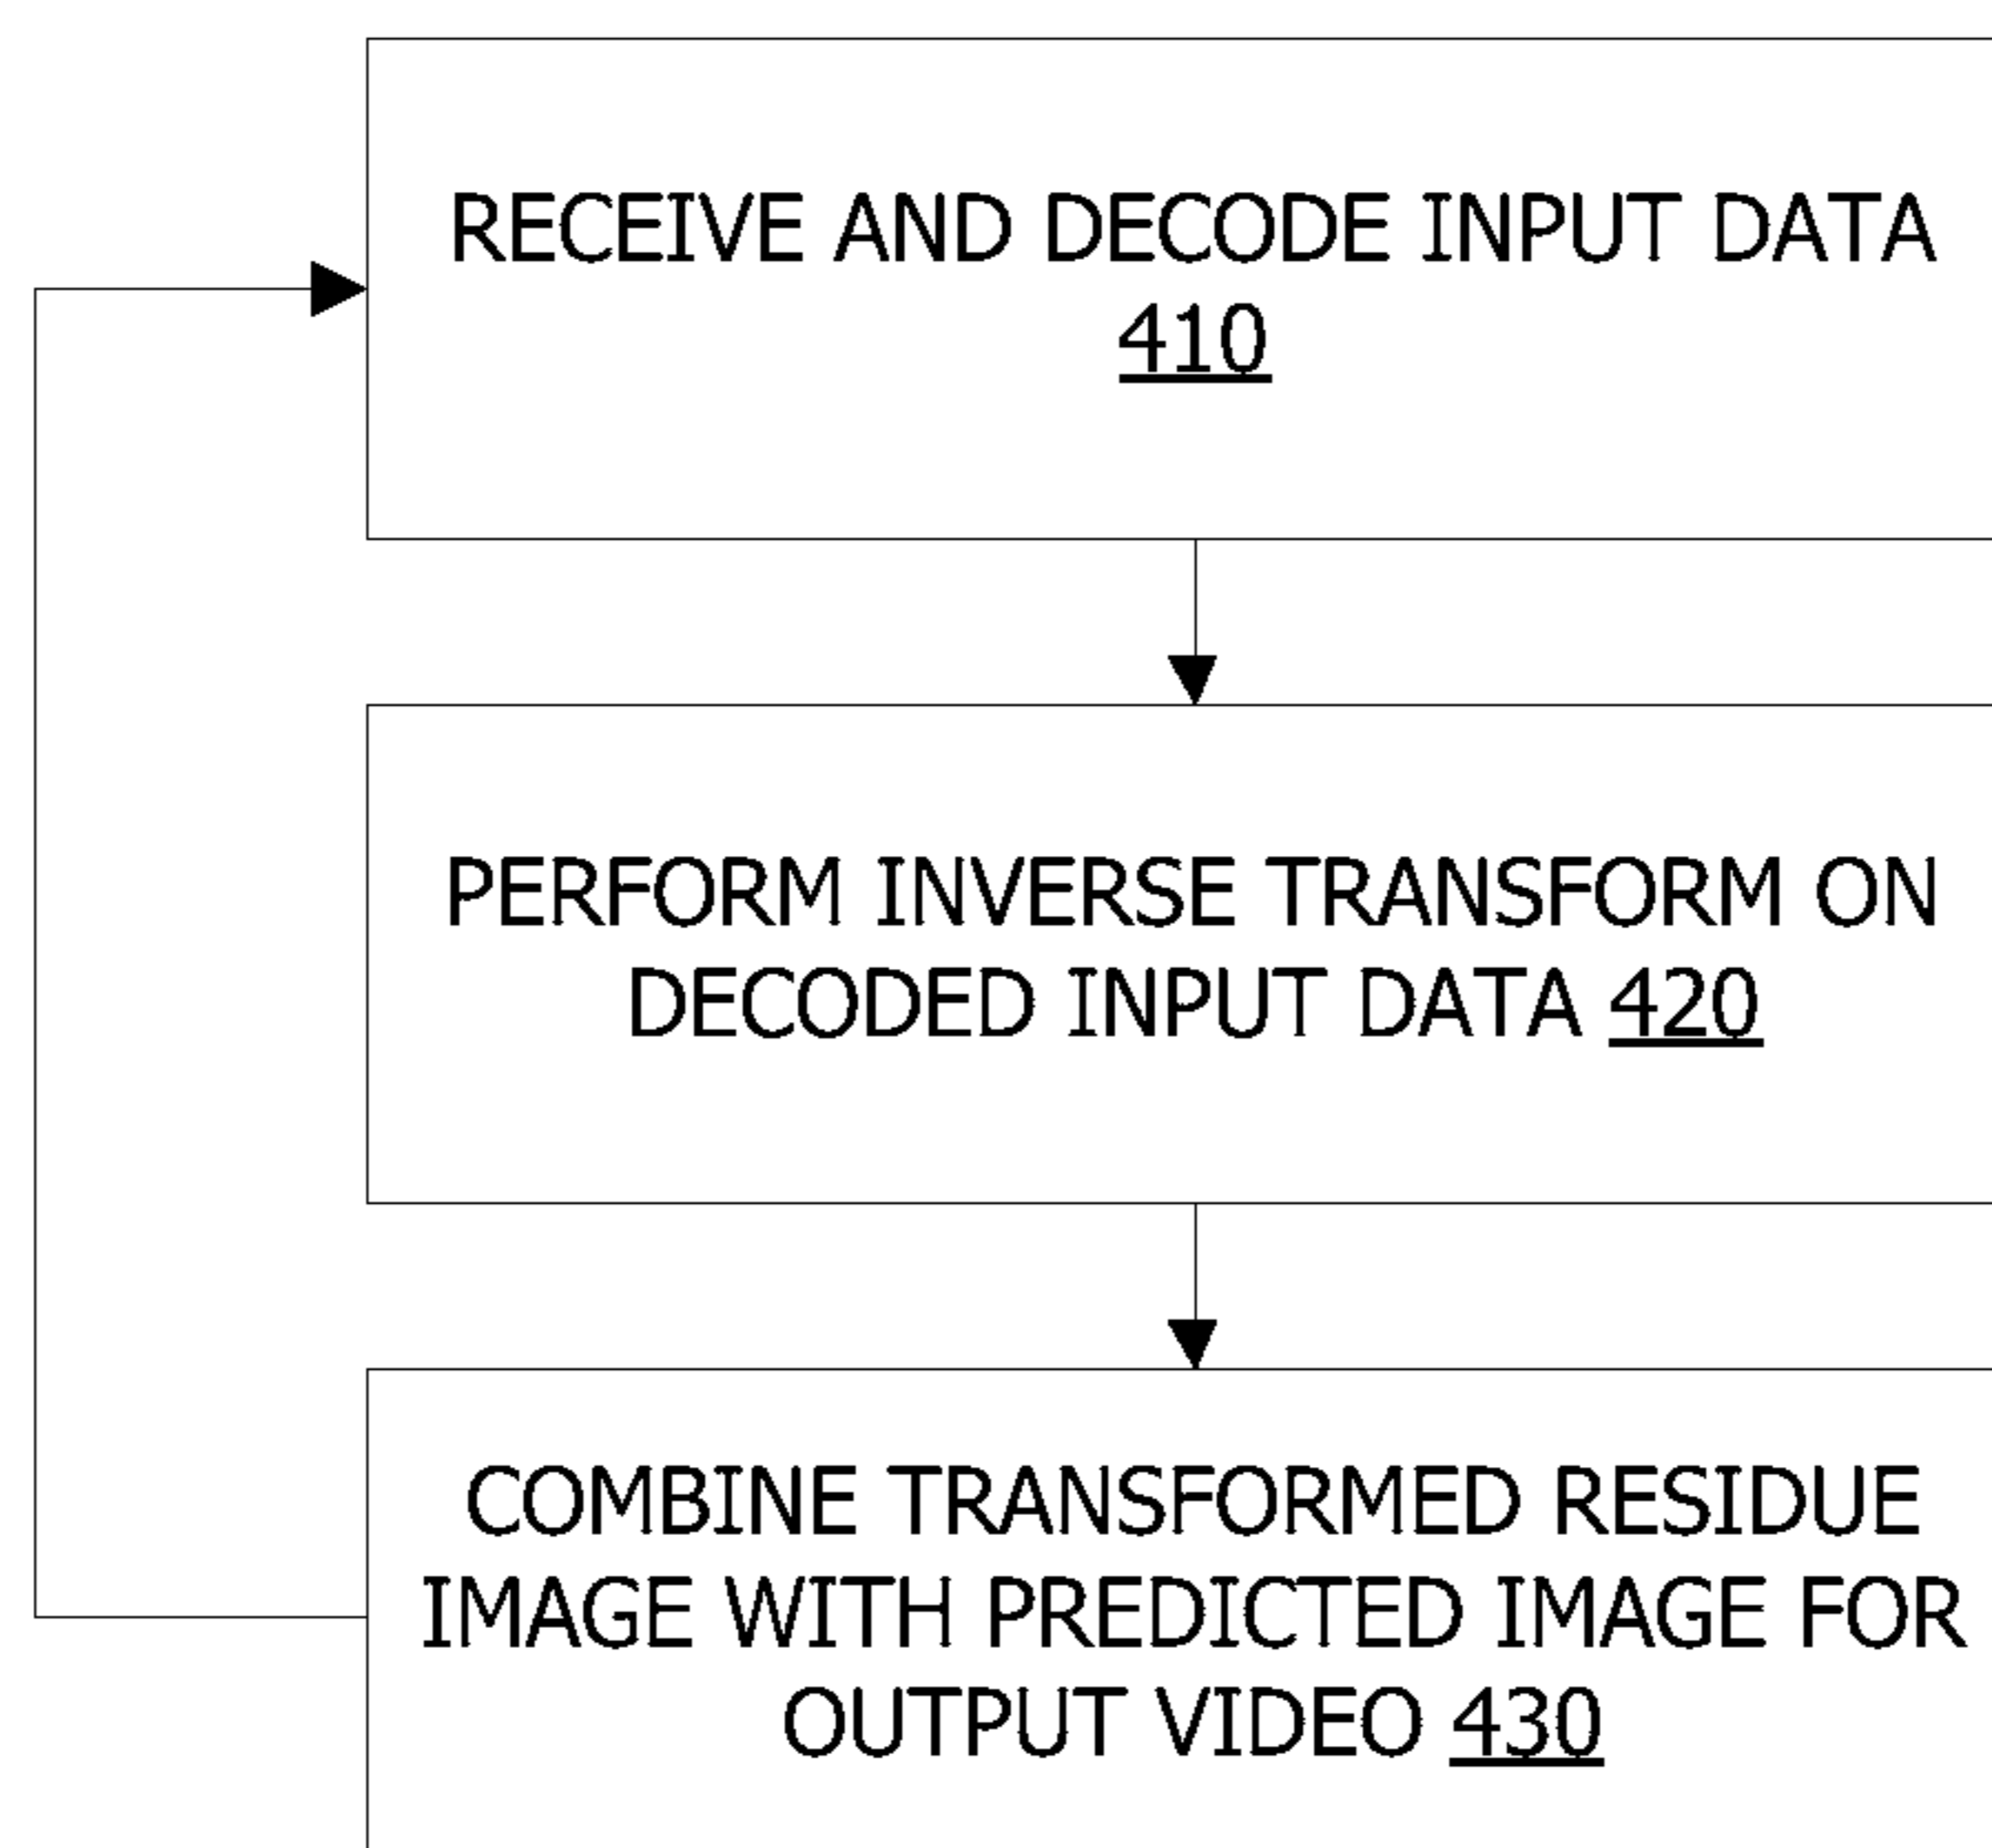 RECEIVE AND DECODE INPUT DATA
410
PERFORM INVERSE TRANSFORM ON
DECODED INPUT DATA 420
COMBINE TRANSFORMED RESIDUE
IMAGE WITH PREDICTED IMAGE FOR
OUTPUT VIDEO 430